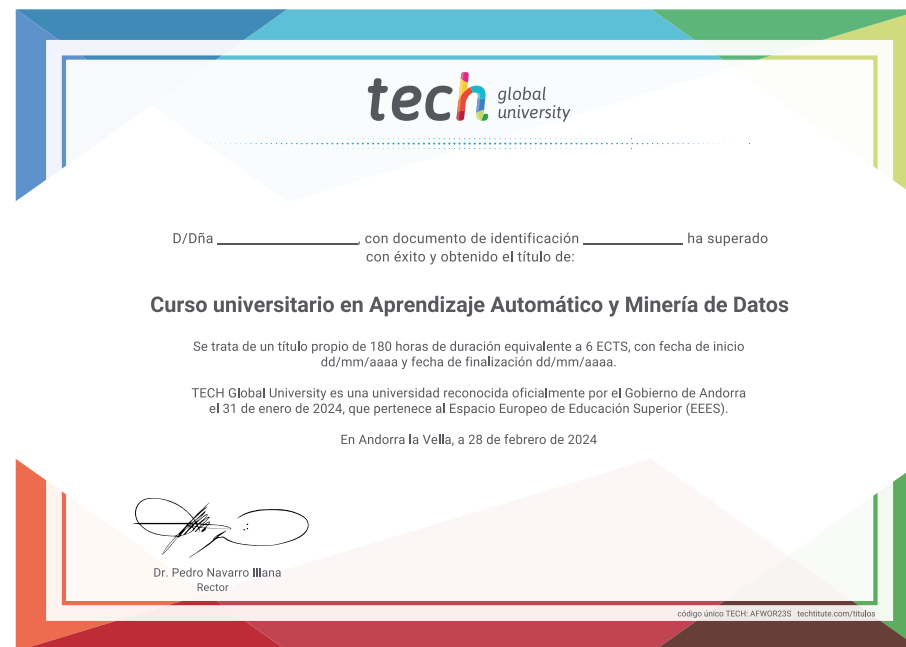 tech global university
D/Dña ____________________, con documento de identificación ______________ ha superado
con éxito y obtenido el título de:
Curso universitario en Aprendizaje Automático y Minería de Datos
Se trata de un título propio de 180 horas de duración equivalente a 6 ECTS, con fecha de inicio
dd/mm/aaaa y fecha de finalización dd/mm/aaaa.
TECH Global University es una universidad reconocida oficialmente por el Gobierno de Andorra
el 31 de enero de 2024, que pertenece al Espacio Europeo de Educación Superior (EEES).
En Andorra la Vella, a 28 de febrero de 2024
Dr. Pedro Navarro Illana
Rector
código único TECH: AFWOR23S techtitute.com/titulos